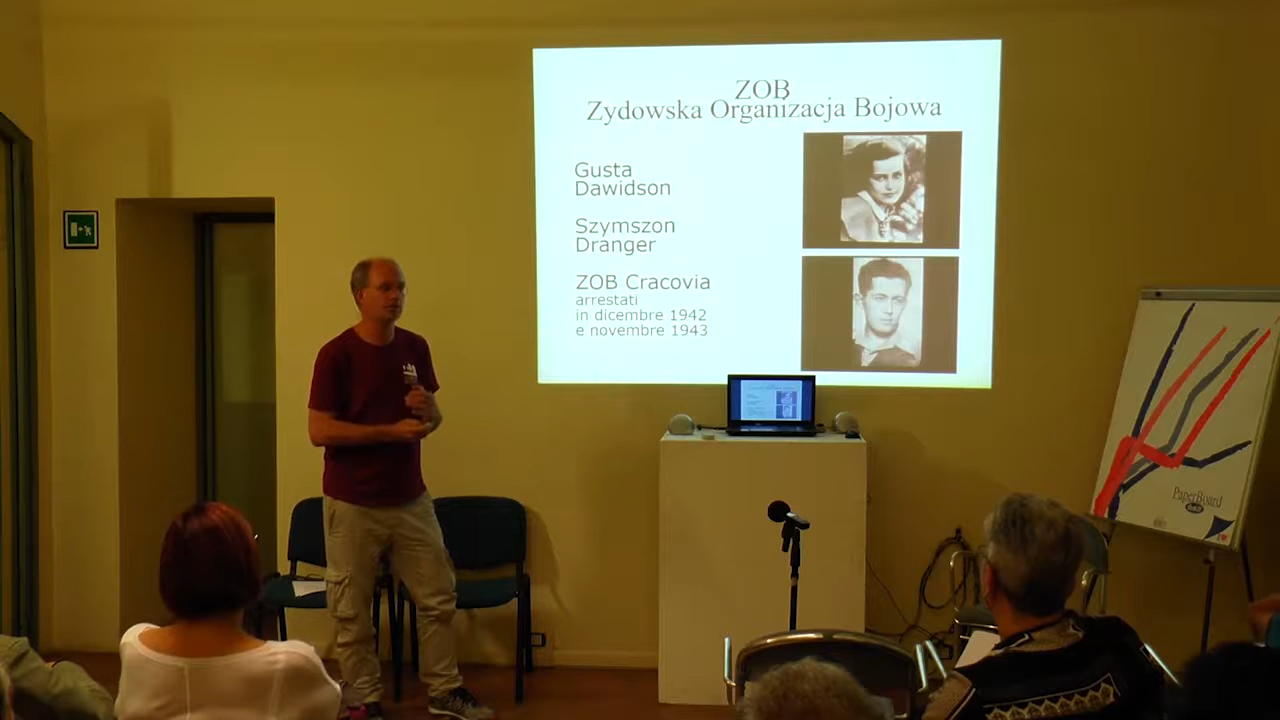 ZOB
Zydowska Organizacja Bojowa
Gusta
Dawidson
Szymszon
Dranger
ZOB Cracovia
arrestati
in dicembre 1942
e novembre 1943
PaperBoard